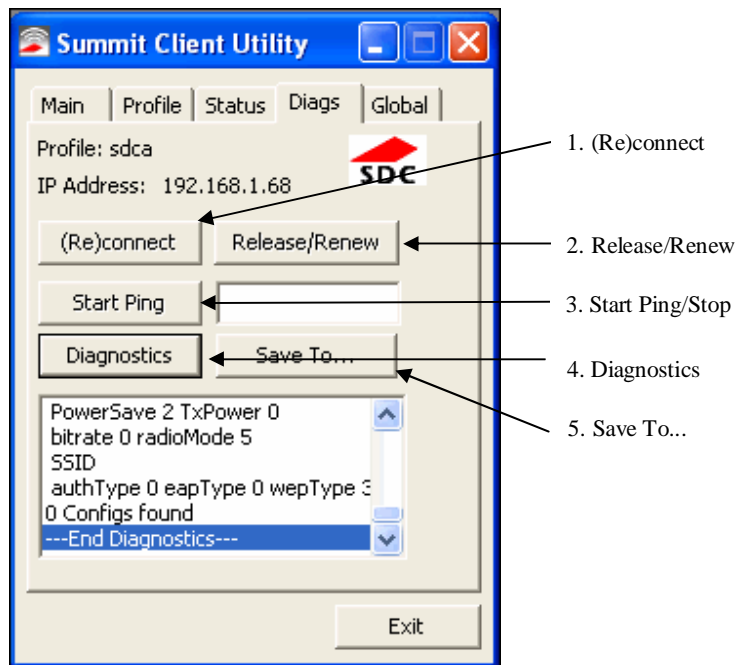 Summit Client Utility
Main Profile Status Diags Global
Profile: sdca
SDC
IP Address: 192.168.1.68
(Re)connect Release/Renew
Start Ping
Diagnostics Save To...
PowerSave 2 TxPower 0
bitrate 0 radioMode 5
SSID
authType 0 eapType 0 wepType 3
0 Configs found
---End Diagnostics---
Exit
1. (Re)connect
2. Release/Renew
3. Start Ping/Stop
4. Diagnostics
5. Save To...